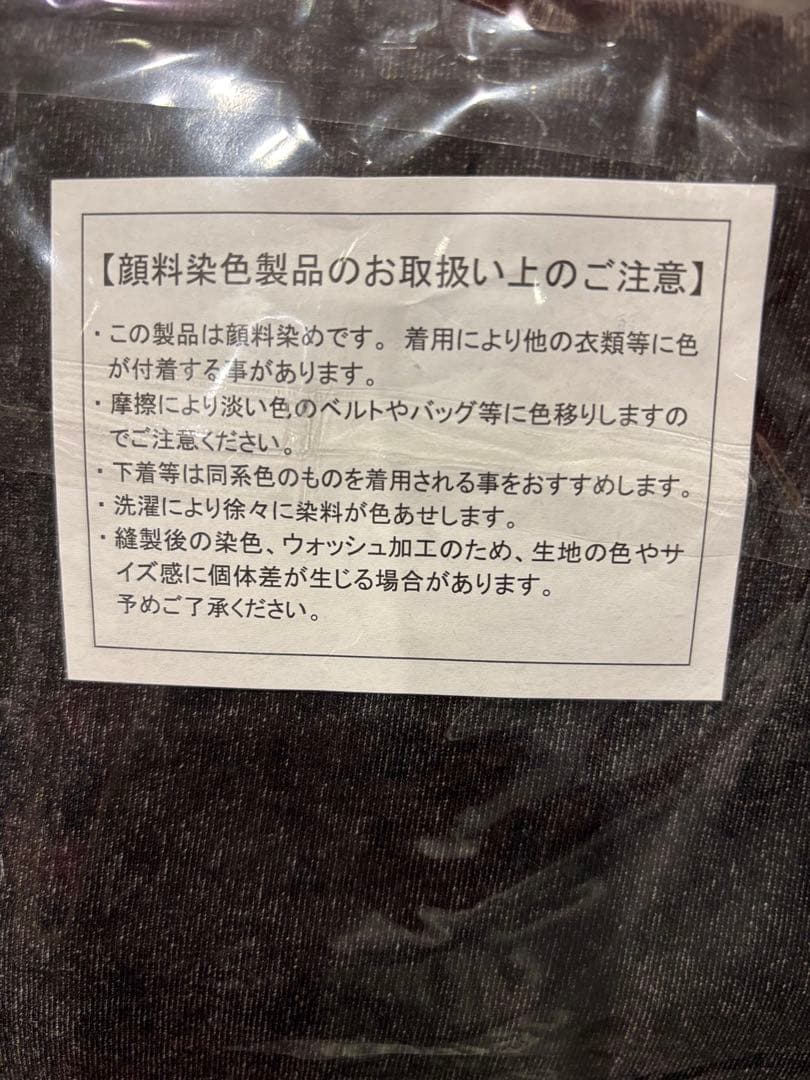 【顔料染色製品のお取扱い上のご注意】
・この製品は顔料染めです。 着用により他の衣類等に色
が付着する事があります。
・摩擦により淡い色のベルトやバッグ等に色移りしますの
でご注意ください。
・下着等は同系色のものを着用される事をおすすめします。
・洗濯により徐々に染料が色あせします。
・縫製後の染色、ウォッシュ加工のため、生地の色やサ
イズ感に個体差が生じる場合があります。
予めご了承ください。